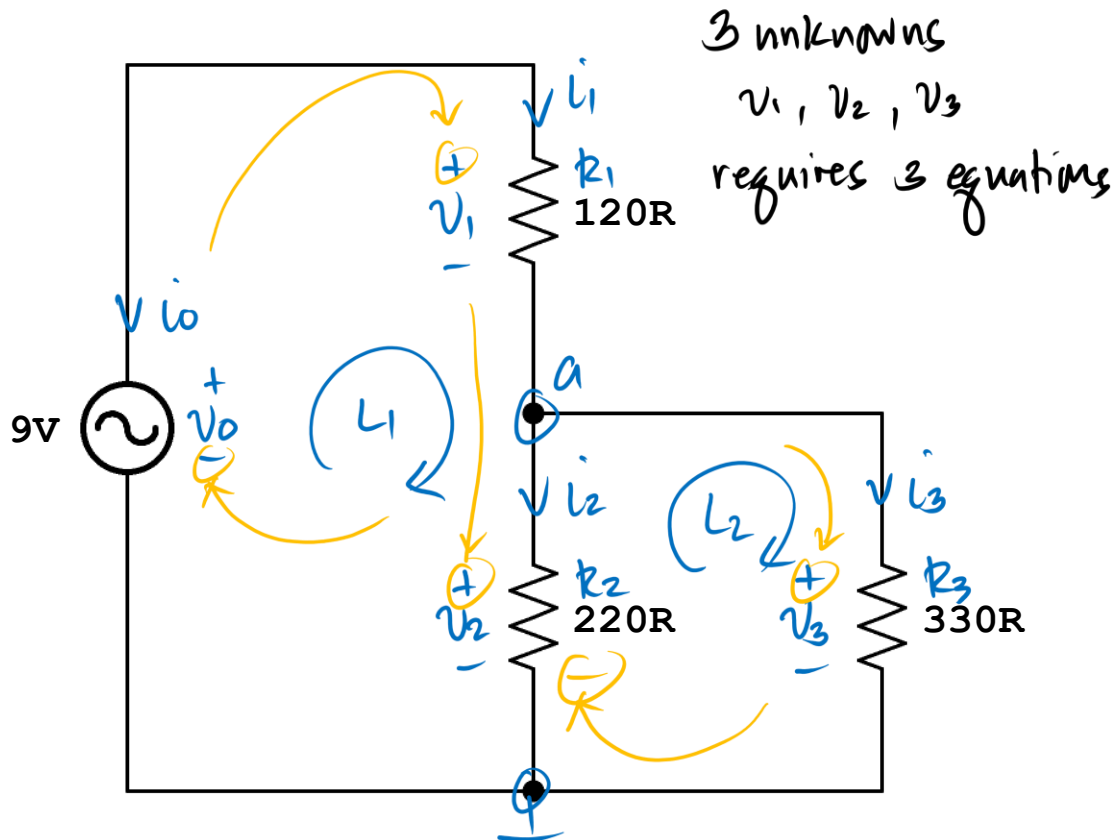 3 unknowns
v₁ , v₂ , v₃
requires 3 equations
i₁
+
v₁
−
R₁
120R
i₀
9V
+
v₀
−
L₁
a
i₂
+
v₂
−
R₂
220R
−
L₂
i₃
+
v₃
−
R₃
330R